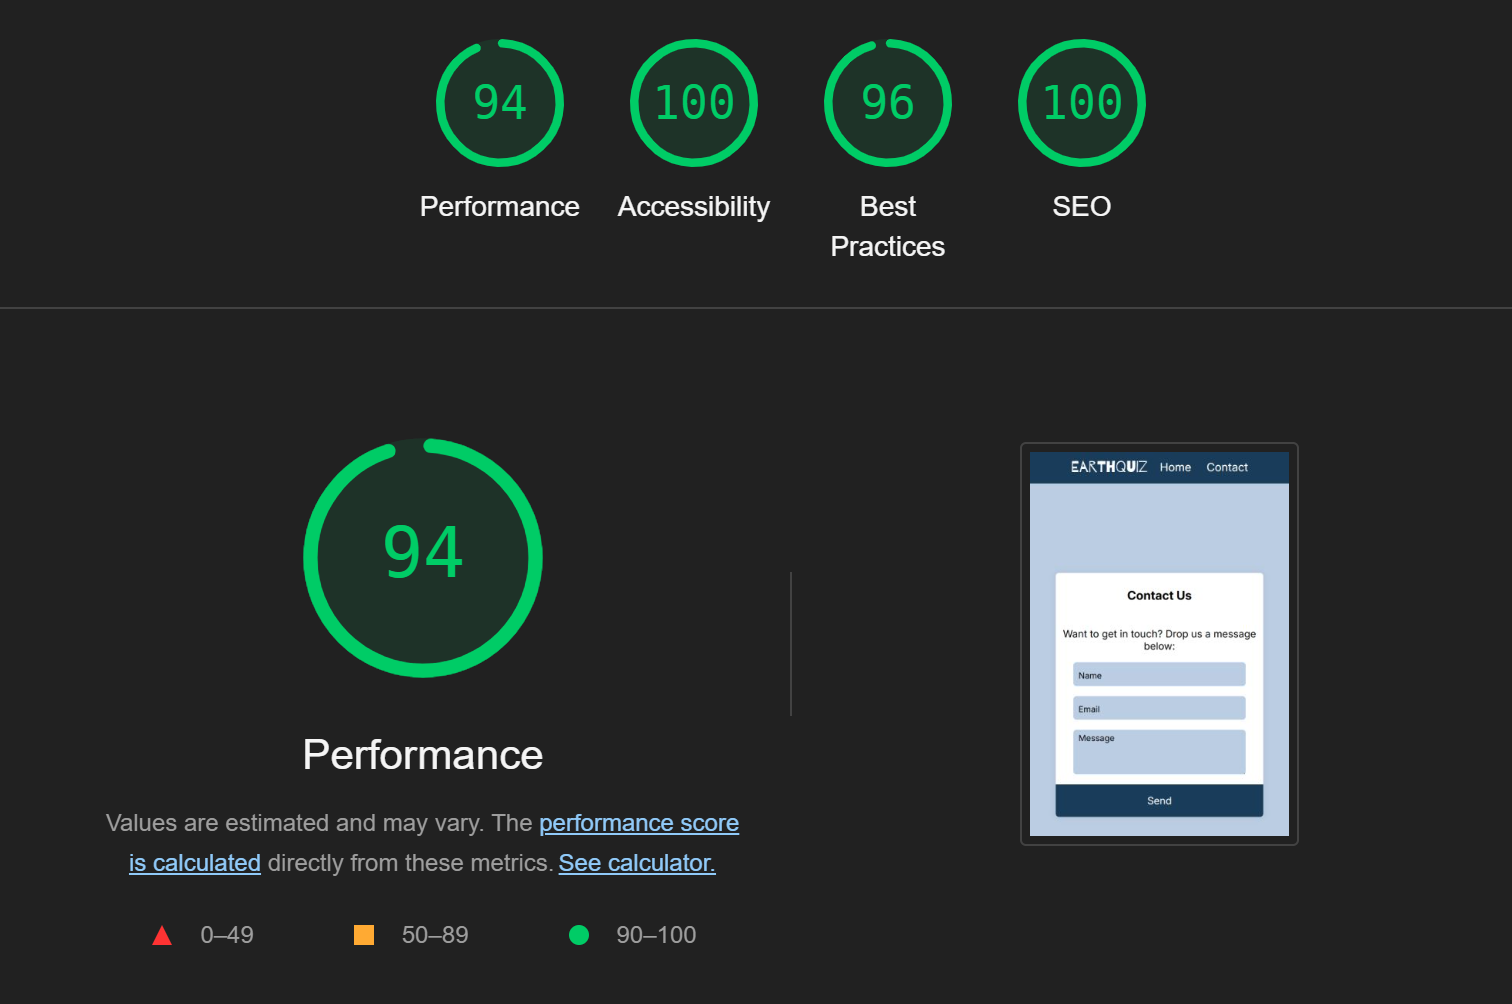 94
100
96
100
Performance
Accessibility
Best
Practices
SEO
94
Performance
Values are estimated and may vary. The performance score
is calculated directly from these metrics. See calculator.
0–49
50–89
90–100
EARTHQUIZ Home Contact
Contact Us
Want to get in touch? Drop us a message
below:
Name
Email
Message
Send